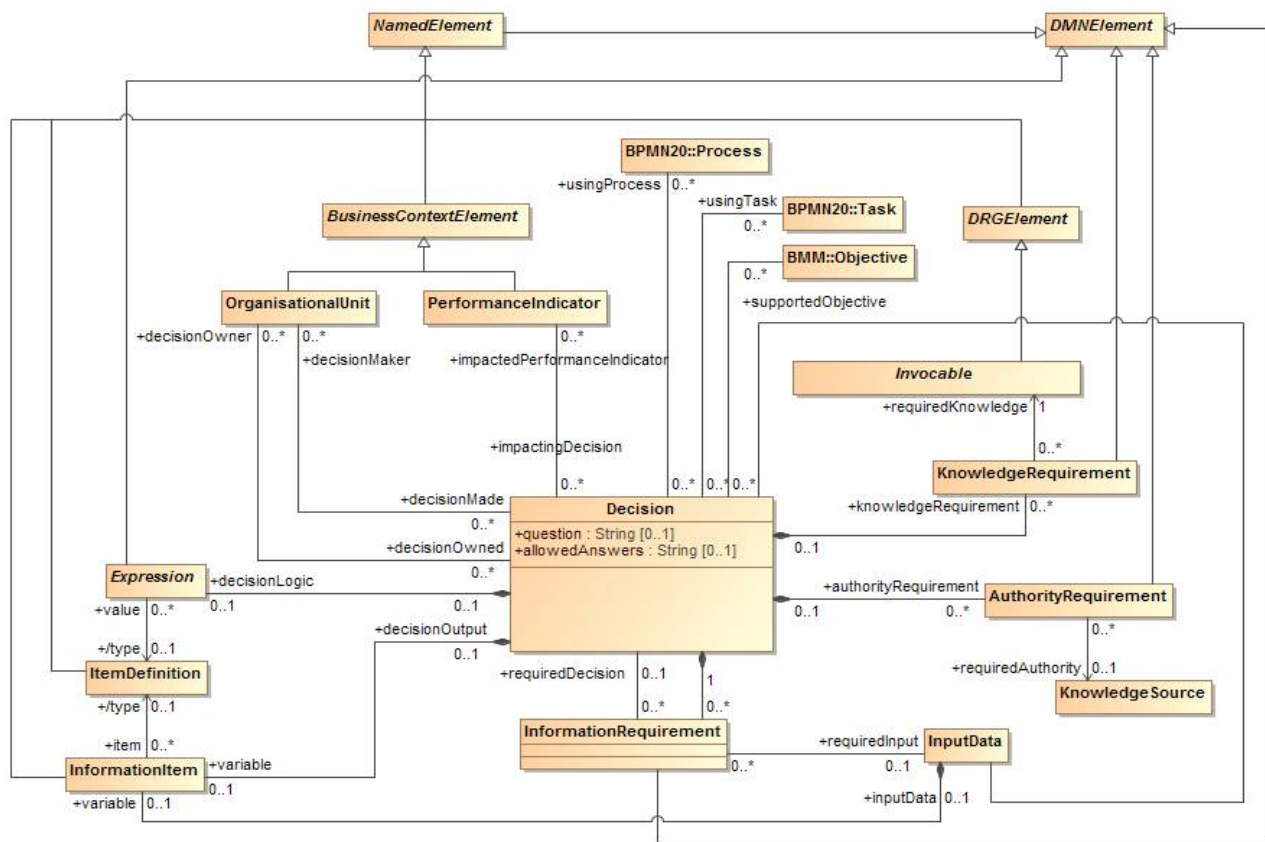 NamedElement
DMNElement
BPMN20::Process
+usingProcess
0..*
+usingTask
BPMN20::Task
0..*
BusinessContextElement
DRGElement
BMM::Objective
0..*
+supportedObjective
OrganisationalUnit
PerformanceIndicator
+decisionOwner
0..*
0..*
0..*
+decisionMaker
+impactedPerformanceIndicator
Invocable
+requiredKnowledge
1
+impactingDecision
0..*
KnowledgeRequirement
0..*
0..*
0..*
0..*
+decisionMade
0..*
Decision
+knowledgeRequirement
0..*
+question : String [0..1]
+allowedAnswers : String [0..1]
0..1
+decisionOwned
0..*
Expression
+decisionLogic
0..1
0..1
+authorityRequirement
0..1
0..*
AuthorityRequirement
+value
0..*
+decisionOutput
0..1
0..*
+/type
0..1
+requiredDecision
0..1
1
+requiredAuthority
0..1
ItemDefinition
KnowledgeSource
+/type
0..1
0..*
0..*
+item
0..*
InformationRequirement
+requiredInput
InputData
InformationItem
+variable
0..1
0..*
0..1
+variable
0..1
+inputData
0..1